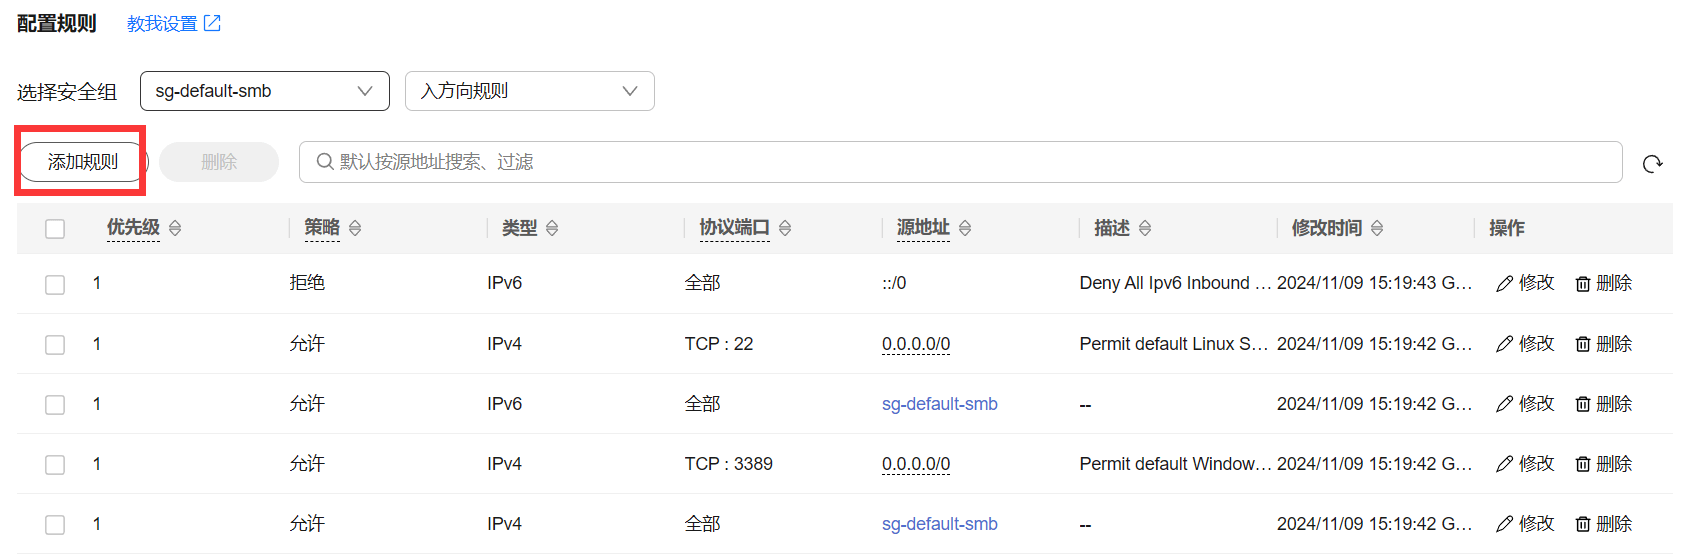 配置规则 教我设置
选择安全组 sg-default-smb 入方向规则
添加规则 删除 默认按源地址搜索、过滤
优先级 策略 类型 协议端口 源地址 描述 修改时间 操作
1 拒绝 IPv6 全部 ::/0 Deny All Ipv6 Inbound ... 2024/11/09 15:19:43 G... 修改 删除
1 允许 IPv4 TCP : 22 0.0.0.0/0 Permit default Linux S... 2024/11/09 15:19:42 G... 修改 删除
1 允许 IPv6 全部 sg-default-smb -- 2024/11/09 15:19:42 G... 修改 删除
1 允许 IPv4 TCP : 3389 0.0.0.0/0 Permit default Window... 2024/11/09 15:19:42 G... 修改 删除
1 允许 IPv4 全部 sg-default-smb -- 2024/11/09 15:19:42 G... 修改 删除